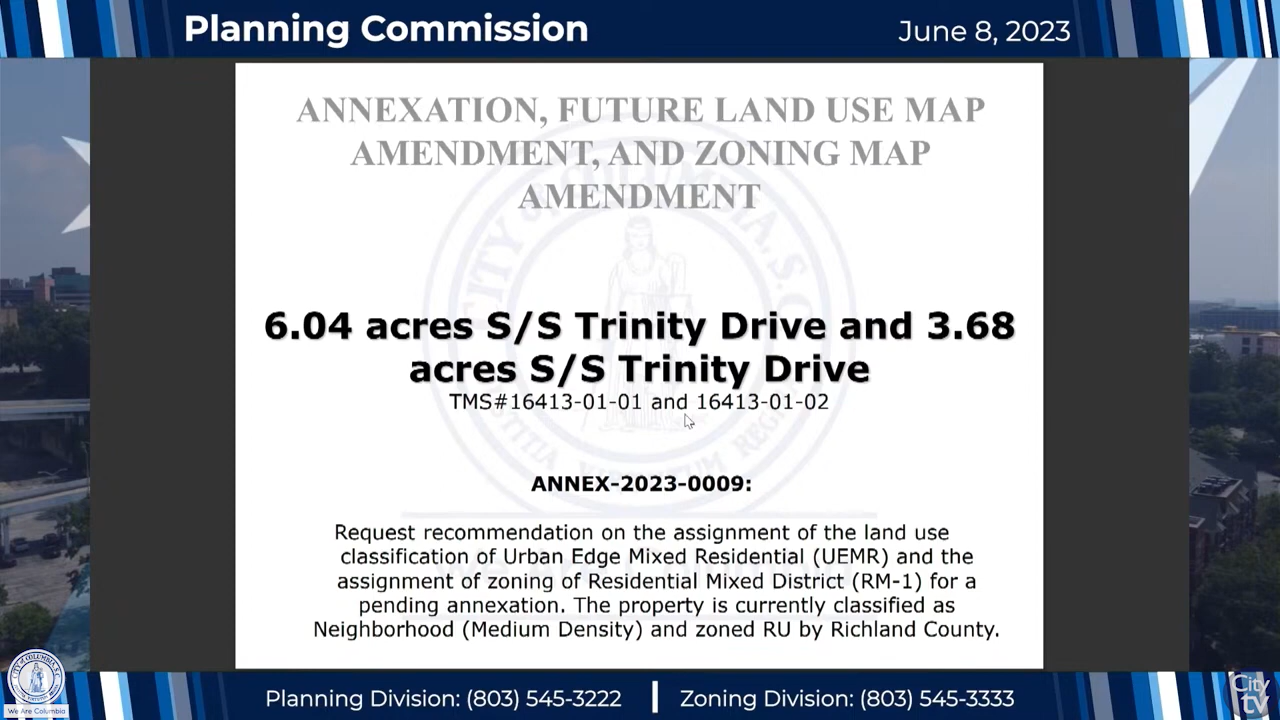 Planning Commission
June 8, 2023
ANNEXATION, FUTURE LAND USE MAP
AMENDMENT, AND ZONING MAP
AMENDMENT
6.04 acres S/S Trinity Drive and 3.68
acres S/S Trinity Drive
TMS#16413-01-01 and 16413-01-02
ANNEX-2023-0009:
Request recommendation on the assignment of the land use
classification of Urban Edge Mixed Residential (UEMR) and the
assignment of zoning of Residential Mixed District (RM-1) for a
pending annexation. The property is currently classified as
Neighborhood (Medium Density) and zoned RU by Richland County.
CITY OF COLUMBIA, S.C.
We Are Columbia
Planning Division: (803) 545-3222 | Zoning Division: (803) 545-3333
City
tv